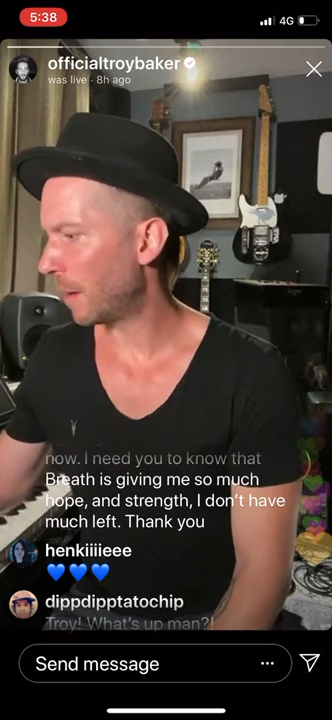 5:38
4G
officialtroybaker
was live · 8h ago
now. I need you to know that
Breath is giving me so much
hope, and strength, I don't have
much left. Thank you
henkiiiieee
dippdipptatochip
Troy! What's up man?!
Send message